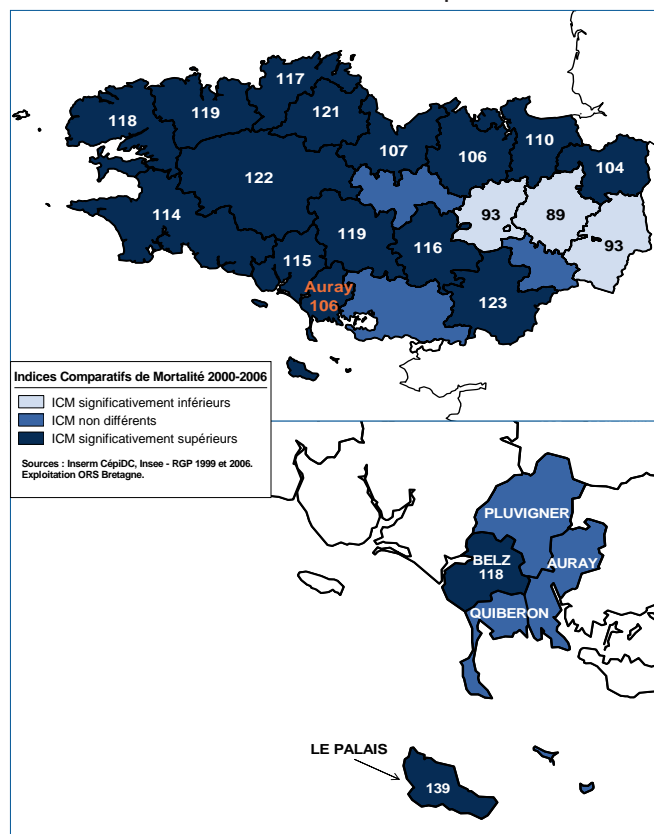 117
118
119
121
107
106
110
104
122
93
89
114
119
116
93
115
Auray
106
123
Indices Comparatifs de Mortalité 2000-2006
ICM significativement inférieurs
ICM non différents
ICM significativement supérieurs
Sources : Inserm CépiDC, Insee - RGP 1999 et 2006.
Exploitation ORS Bretagne.
PLUVIGNER
BELZ
118
AURAY
QUIBERON
LE PALAIS
139